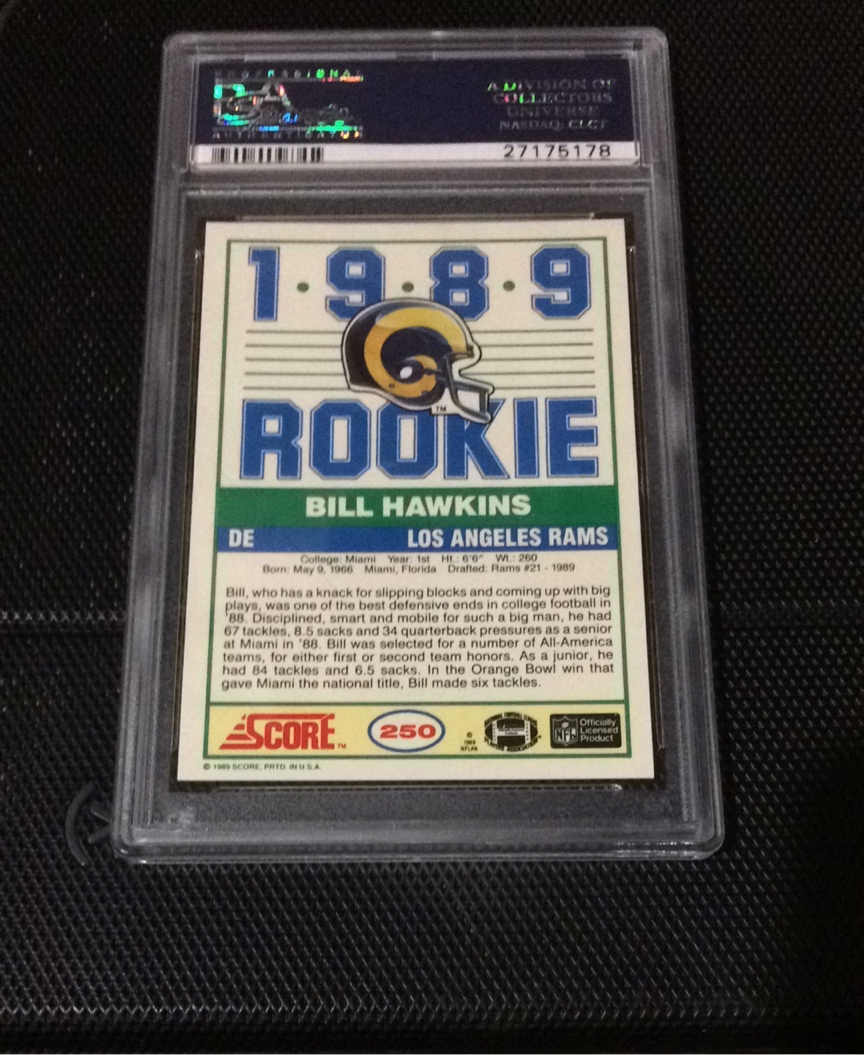 PSA
A DIVISION OF
COLLECTORS
UNIVERSE
NASDAQ: CLCT
27175178
1·9·8·9
TM
ROOKIE
BILL HAWKINS
DE LOS ANGELES RAMS
College: Miami Year: 1st Ht.: 6'6" Wt.: 260
Born: May 9, 1966 Miami, Florida Drafted: Rams #21 - 1989
Bill, who has a knack for slipping blocks and coming up with big
plays, was one of the best defensive ends in college football in
'88. Disciplined, smart and mobile for such a big man, he had
67 tackles, 8.5 sacks and 34 quarterback pressures as a senior
at Miami in '88. Bill was selected for a number of All-America
teams, for either first or second team honors. As a junior, he
had 84 tackles and 6.5 sacks. In the Orange Bowl win that
gave Miami the national title, Bill made six tackles.
SCORE TM
250
© 1989 NFLPA
NFL
Officially
Licensed
Product
© 1989 SCORE, PRTD. IN U.S.A.